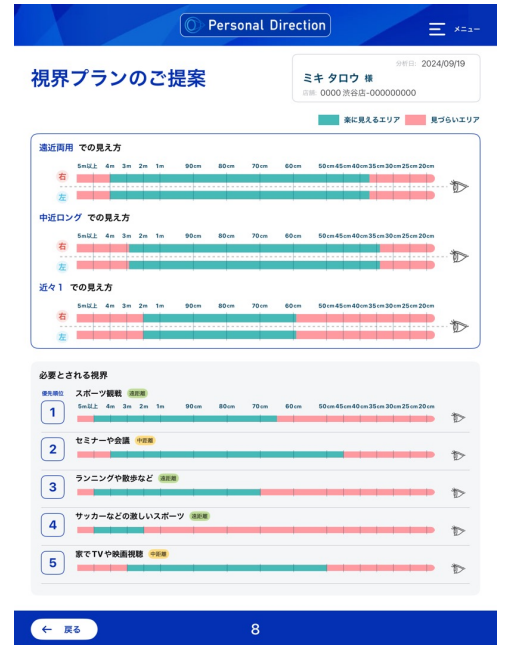 Personal Direction
メニュー
視界プランのご提案
分析日: 2024/09/19
ミキ タロウ 様
店舗: 0000 渋谷店-000000000
楽に見えるエリア 見づらいエリア
遠近両用 での見え方
5m以上 4m 3m 2m 1m 90cm 80cm 70cm 60cm 50cm 45cm 40cm 35cm 30cm 25cm 20cm
右
左
中近ロング での見え方
5m以上 4m 3m 2m 1m 90cm 80cm 70cm 60cm 50cm 45cm 40cm 35cm 30cm 25cm 20cm
右
左
近々1 での見え方
5m以上 4m 3m 2m 1m 90cm 80cm 70cm 60cm 50cm 45cm 40cm 35cm 30cm 25cm 20cm
右
左
必要とされる視界
優先順位 スポーツ観戦 遠距離
1 5m以上 4m 3m 2m 1m 90cm 80cm 70cm 60cm 50cm 45cm 40cm 35cm 30cm 25cm 20cm
2 セミナーや会議 中距離
3 ランニングや散歩など 遠距離
4 サッカーなどの激しいスポーツ 遠距離
5 家でTVや映画視聴 中距離
← 戻る
8